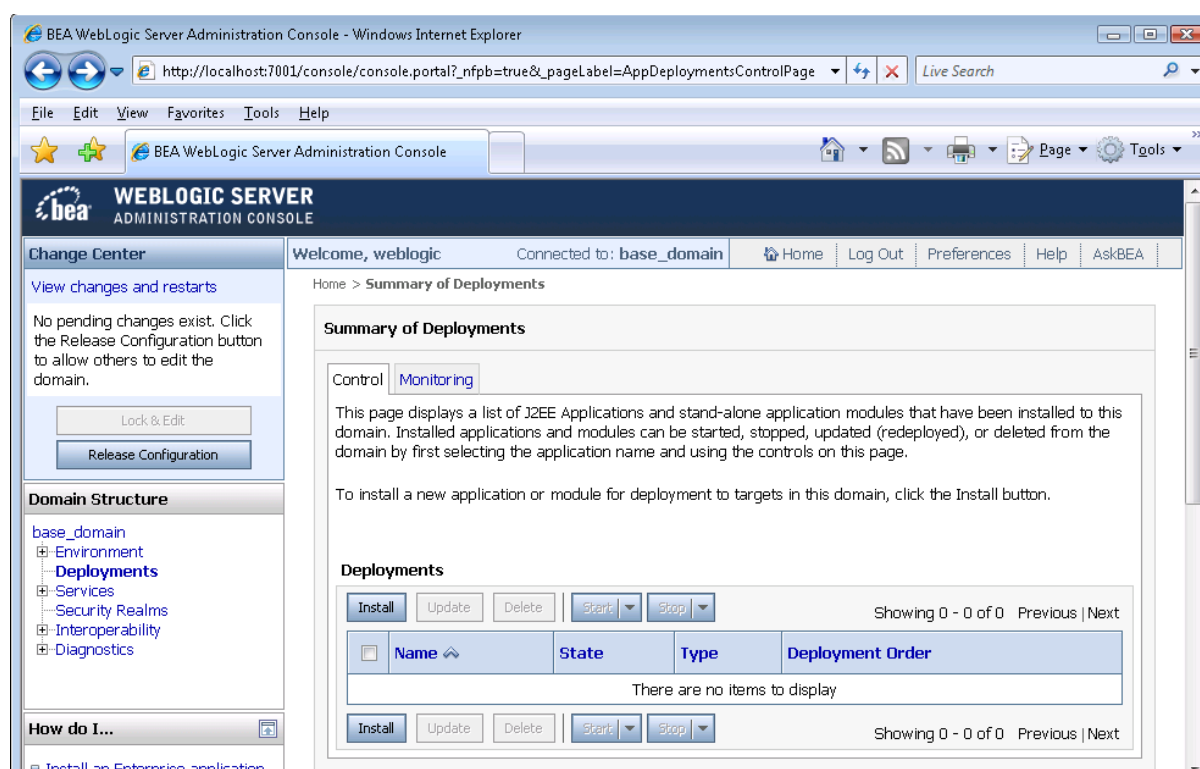 BEA WebLogic Server Administration Console - Windows Internet Explorer
http://localhost:7001/console/console.portal?_nfpb=true&_pageLabel=AppDeploymentsControlPage
Live Search
File Edit View Favorites Tools Help
BEA WebLogic Server Administration Console
Page Tools
bea WEBLOGIC SERVER
ADMINISTRATION CONSOLE
Change Center
Welcome, weblogic Connected to: base_domain Home Log Out Preferences Help AskBEA
View changes and restarts
No pending changes exist. Click
the Release Configuration button
to allow others to edit the
domain.
Lock & Edit
Release Configuration
Domain Structure
base_domain
Environment
Deployments
Services
Security Realms
Interoperability
Diagnostics
How do I...
Install an Enterprise application
Home > Summary of Deployments
Summary of Deployments
Control Monitoring
This page displays a list of J2EE Applications and stand-alone application modules that have been installed to this
domain. Installed applications and modules can be started, stopped, updated (redeployed), or deleted from the
domain by first selecting the application name and using the controls on this page.
To install a new application or module for deployment to targets in this domain, click the Install button.
Deployments
Install Update Delete Start Stop Showing 0 - 0 of 0 Previous | Next
Name State Type Deployment Order
There are no items to display
Install Update Delete Start Stop Showing 0 - 0 of 0 Previous | Next